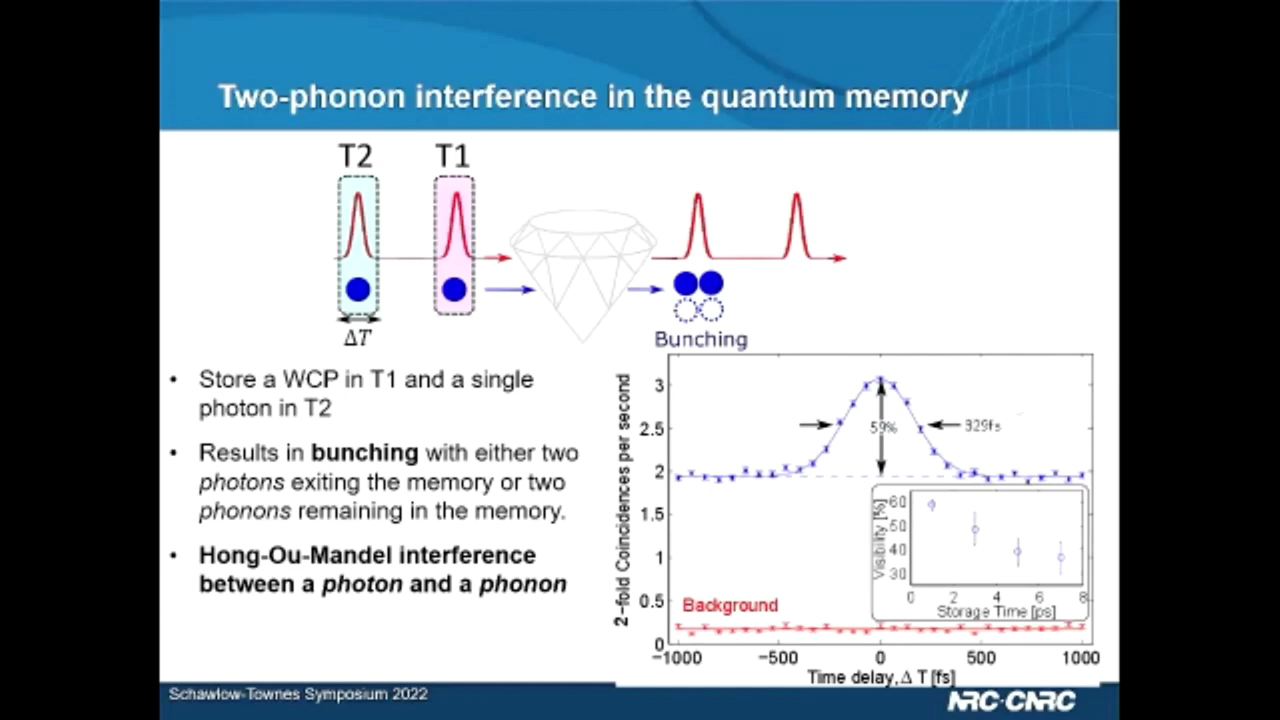 Two-phonon interference in the quantum memory
T2 T1
ΔT
Bunching
• Store a WCP in T1 and a single
photon in T2
• Results in bunching with either two
photons exiting the memory or two
phonons remaining in the memory.
• Hong-Ou-Mandel interference
between a photon and a phonon
2-fold Coincidences per second
3
2.5
2
1.5
1
0.5
0
59%
329fs
Background
Visibility [%]
60
50
40
30
0 2 4 6 8
Storage Time [ps]
-1000 -500 0 500 1000
Time delay, Δ T [fs]
Schawlow-Townes Symposium 2022
NRC·CNRC